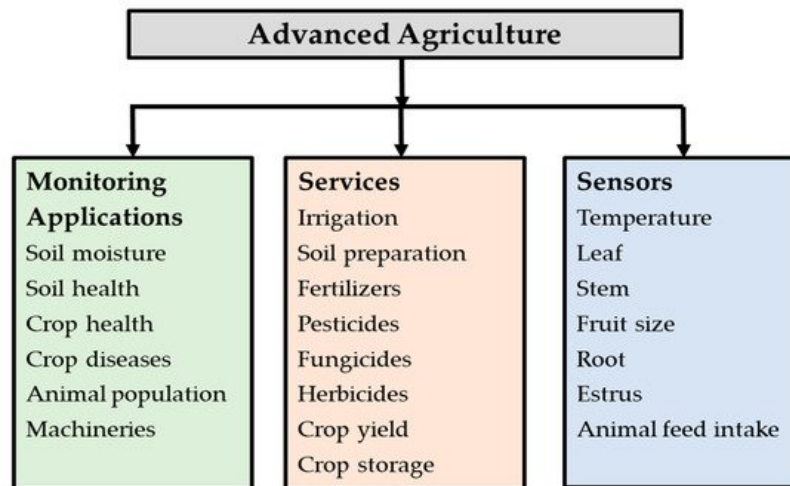 Advanced Agriculture
Monitoring
Applications
Soil moisture
Soil health
Crop health
Crop diseases
Animal population
Machineries
Services
Irrigation
Soil preparation
Fertilizers
Pesticides
Fungicides
Herbicides
Crop yield
Crop storage
Sensors
Temperature
Leaf
Stem
Fruit size
Root
Estrus
Animal feed intake